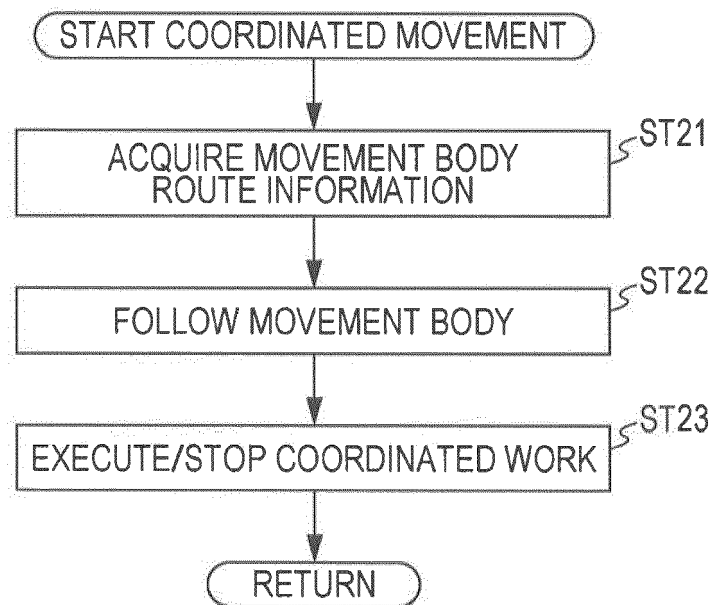 START COORDINATED MOVEMENT
ST21
ACQUIRE MOVEMENT BODY
ROUTE INFORMATION
ST22
FOLLOW MOVEMENT BODY
ST23
EXECUTE/STOP COORDINATED WORK
RETURN